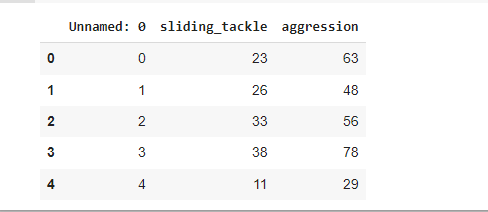 Unnamed: 0 sliding_tackle aggression
0 0 23 63
1 1 26 48
2 2 33 56
3 3 38 78
4 4 11 29